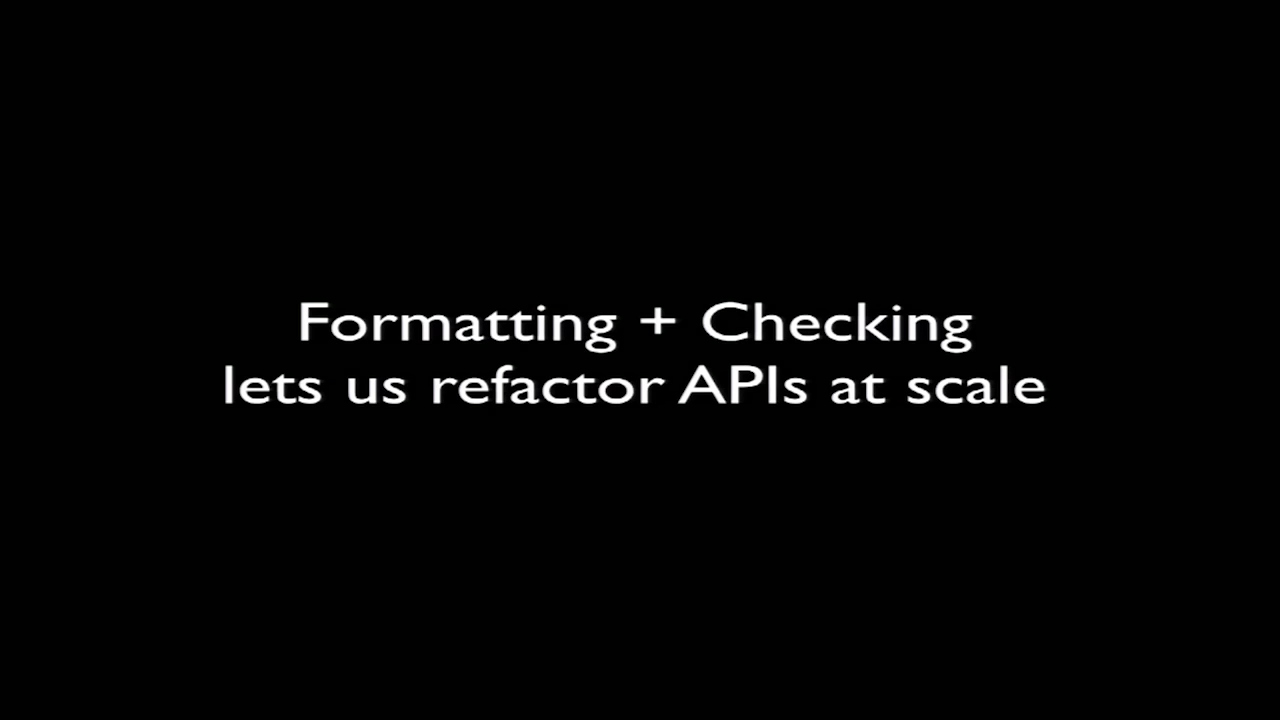 Formatting + Checking
lets us refactor APIs at scale